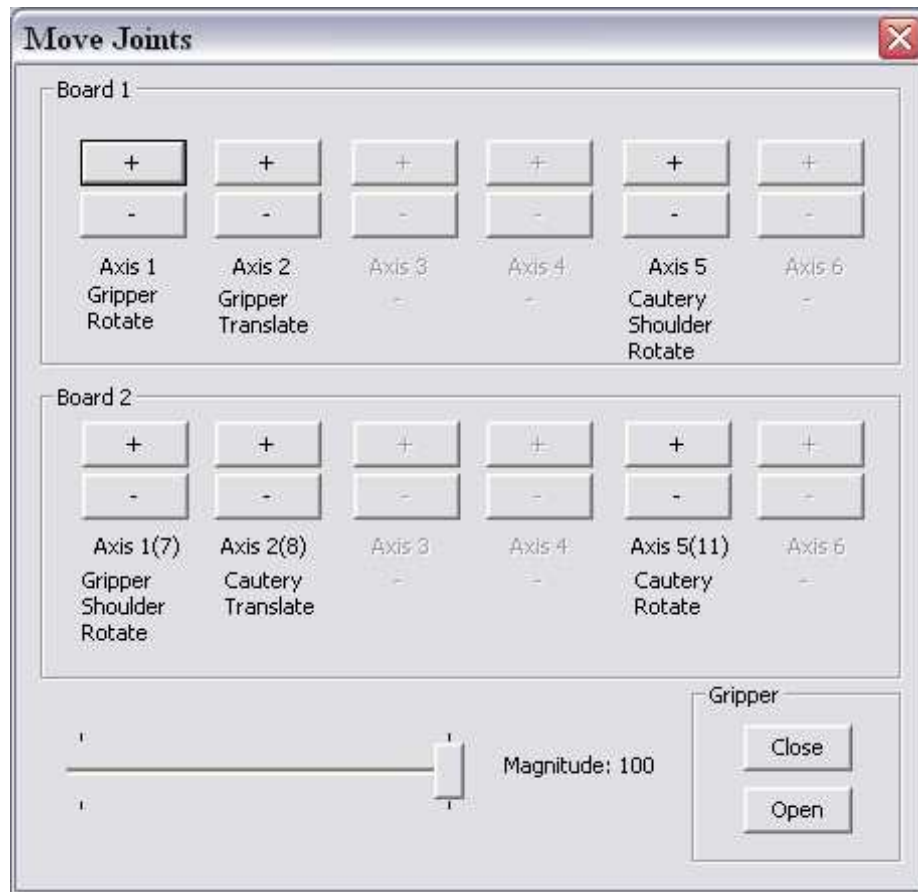 Move Joints
Board 1
+ + + + + +
- - - - - -
Axis 1 Axis 2 Axis 3 Axis 4 Axis 5 Axis 6
Gripper Gripper - - Cautery -
Rotate Translate Shoulder
Rotate
Board 2
+ + + + + +
- - - - - -
Axis 1(7) Axis 2(8) Axis 3 Axis 4 Axis 5(11) Axis 6
Gripper Cautery - - Cautery -
Shoulder Translate Rotate
Rotate
Magnitude: 100
Gripper
Close
Open